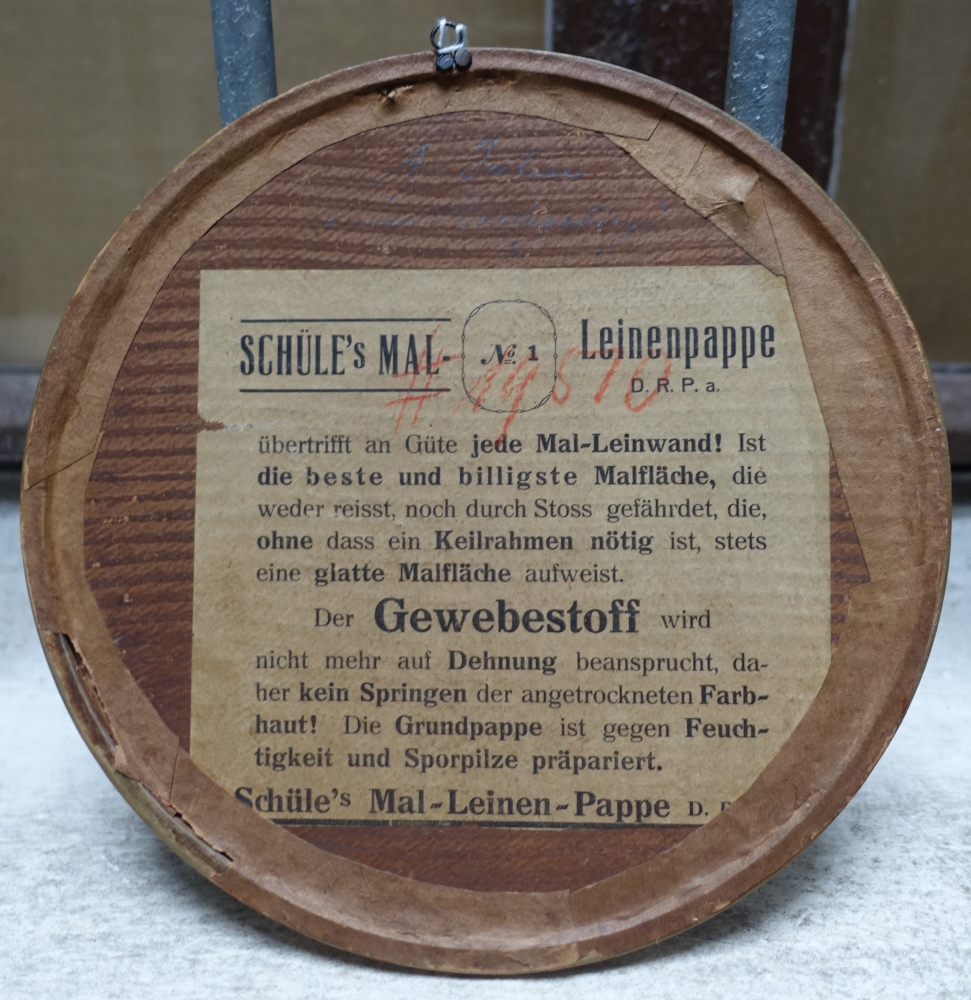 SCHÜLE's MAL- № 1 Leinenpappe
D. R. P. a.
# 19570
übertrifft an Güte jede Mal-Leinwand! Ist
die beste und billigste Malfläche, die
weder reisst, noch durch Stoss gefährdet, die,
ohne dass ein Keilrahmen nötig ist, stets
eine glatte Malfläche aufweist.
Der Gewebestoff wird
nicht mehr auf Dehnung beansprucht, da-
her kein Springen der angetrockneten Farb-
haut! Die Grundpappe ist gegen Feuch-
tigkeit und Sporpilze präpariert.
Schüle's Mal-Leinen-Pappe D.